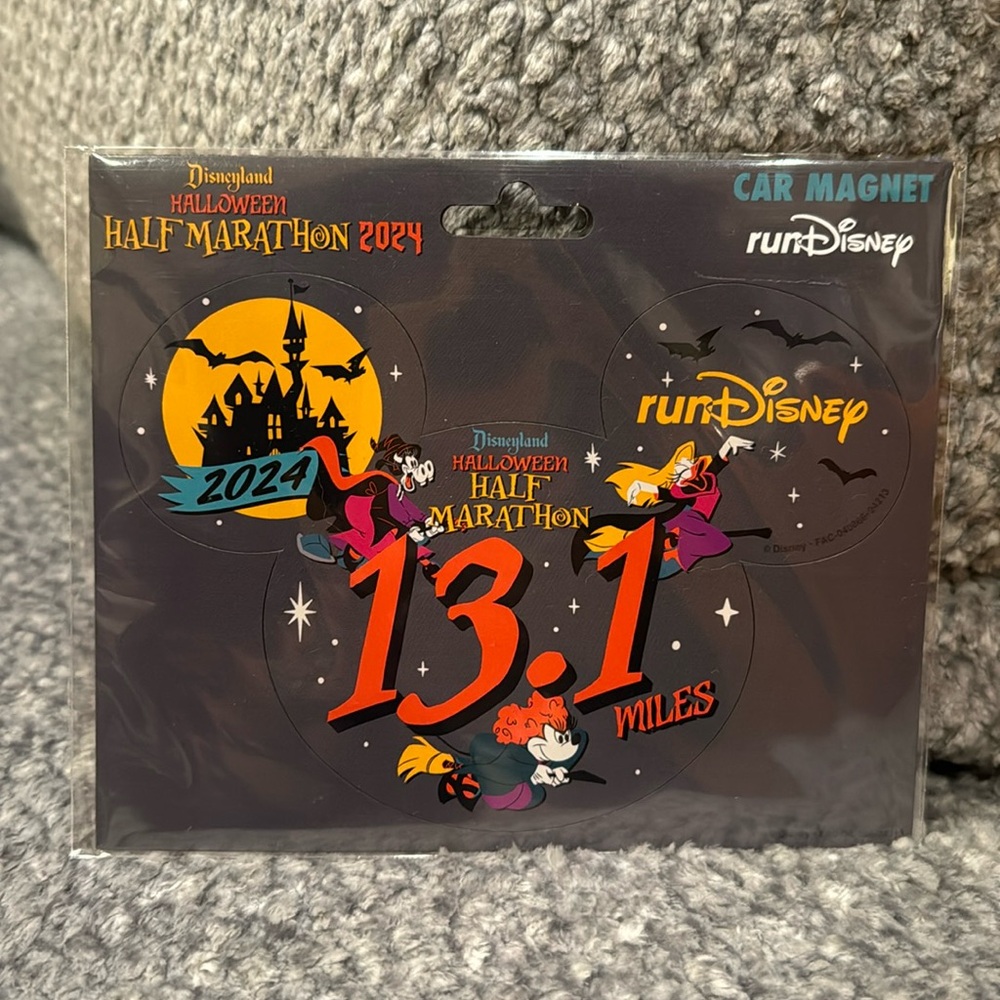 Disneyland
HALLOWEEN
HALF MARATHON 2024
CAR MAGNET
runDisney
runDisney
2024
Disneyland
HALLOWEEN
HALF
MARATHON
13.1
MILES
© Disney